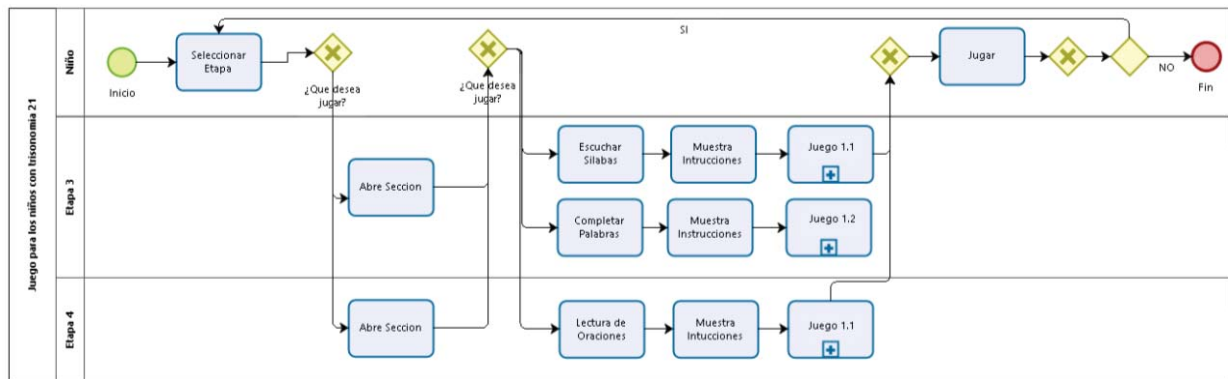 Juego para los niños con trisonomia 21
Niño
Inicio
Seleccionar
Etapa
¿Que desea
jugar?
¿Que desea
jugar?
SI
Jugar
NO
Fin
Etapa 3
Abre Seccion
Escuchar
Silabas
Muestra
Intrucciones
Juego 1.1
Completar
Palabras
Muestra
Instrucciones
Juego 1.2
Etapa 4
Abre Seccion
Lectura de
Oraciones
Muestra
Intucciones
Juego 1.1